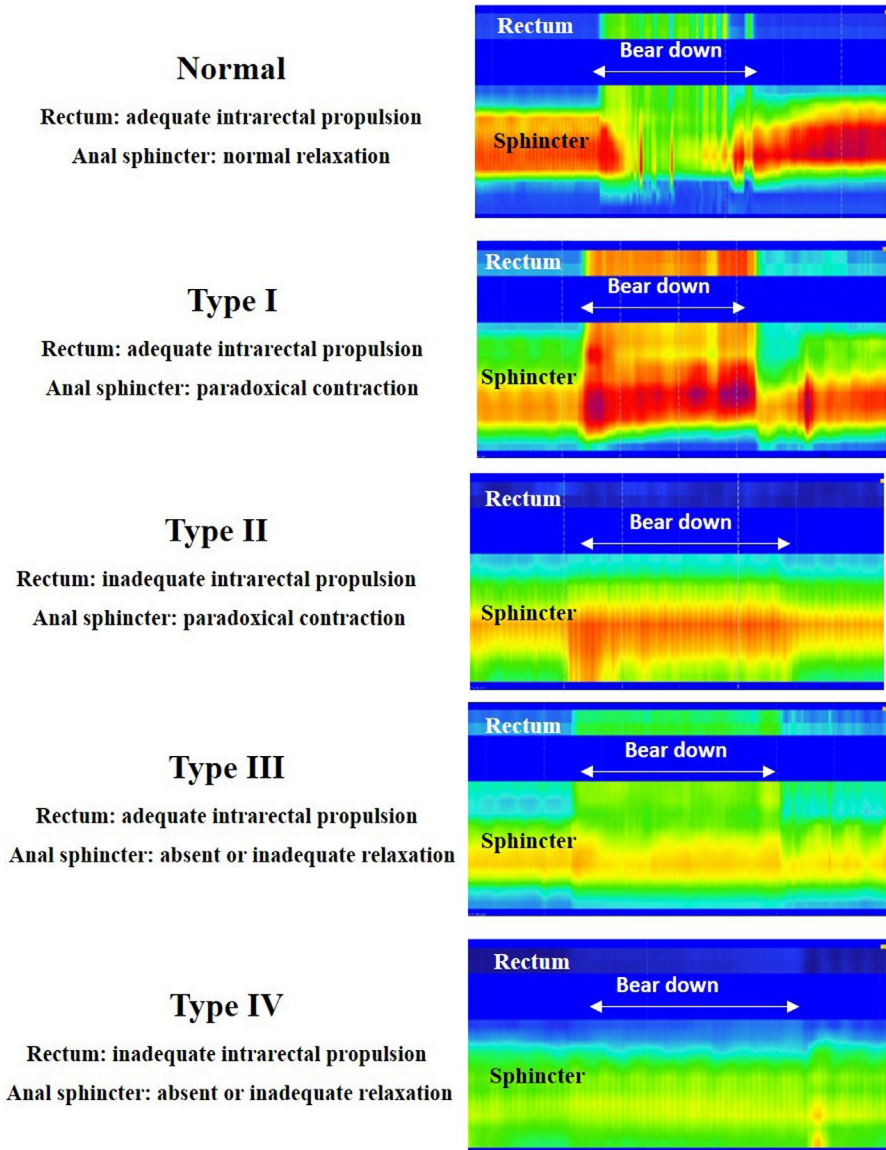 Normal
Rectum: adequate intrarectal propulsion
Anal sphincter: normal relaxation
Rectum
Bear down
Sphincter
Type I
Rectum: adequate intrarectal propulsion
Anal sphincter: paradoxical contraction
Rectum
Bear down
Sphincter
Type II
Rectum: inadequate intrarectal propulsion
Anal sphincter: paradoxical contraction
Rectum
Bear down
Sphincter
Type III
Rectum: adequate intrarectal propulsion
Anal sphincter: absent or inadequate relaxation
Rectum
Bear down
Sphincter
Type IV
Rectum: inadequate intrarectal propulsion
Anal sphincter: absent or inadequate relaxation
Rectum
Bear down
Sphincter